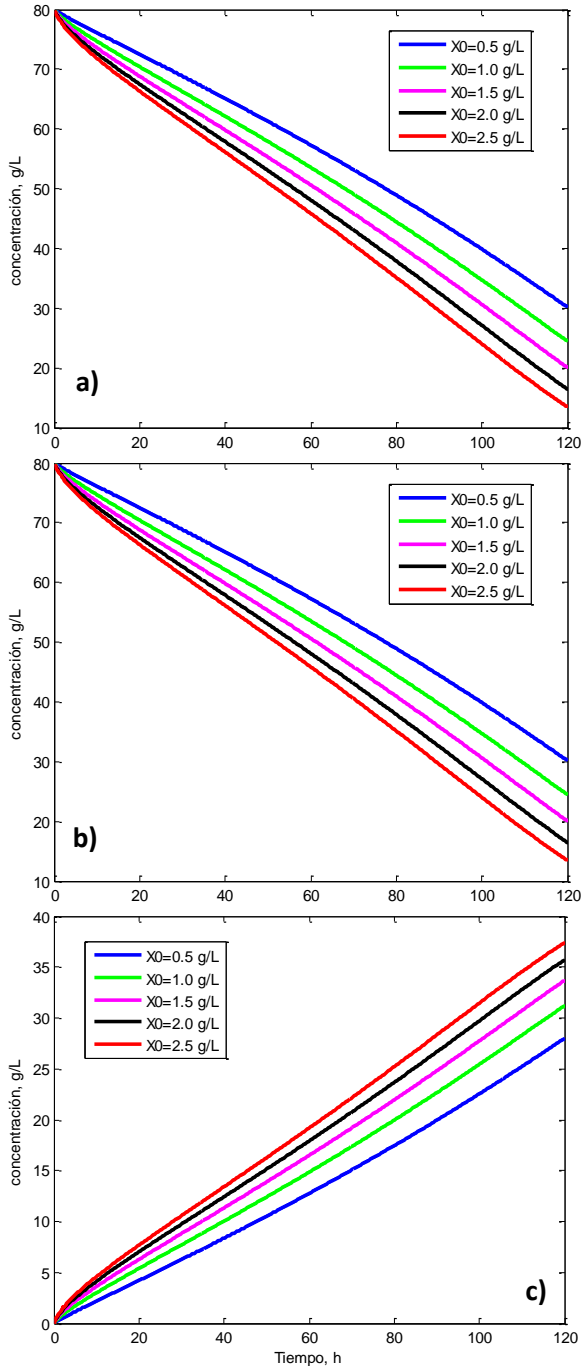 80
70
60
50
40
30
20
10
concentración, g/L
X0=0.5 g/L
X0=1.0 g/L
X0=1.5 g/L
X0=2.0 g/L
X0=2.5 g/L
a)
0 20 40 60 80 100 120
80
70
60
50
40
30
20
10
concentración, g/L
X0=0.5 g/L
X0=1.0 g/L
X0=1.5 g/L
X0=2.0 g/L
X0=2.5 g/L
b)
0 20 40 60 80 100 120
40
35
30
25
20
15
10
5
0
concentración, g/L
X0=0.5 g/L
X0=1.0 g/L
X0=1.5 g/L
X0=2.0 g/L
X0=2.5 g/L
c)
0 20 40 60 80 100 120
Tiempo, h